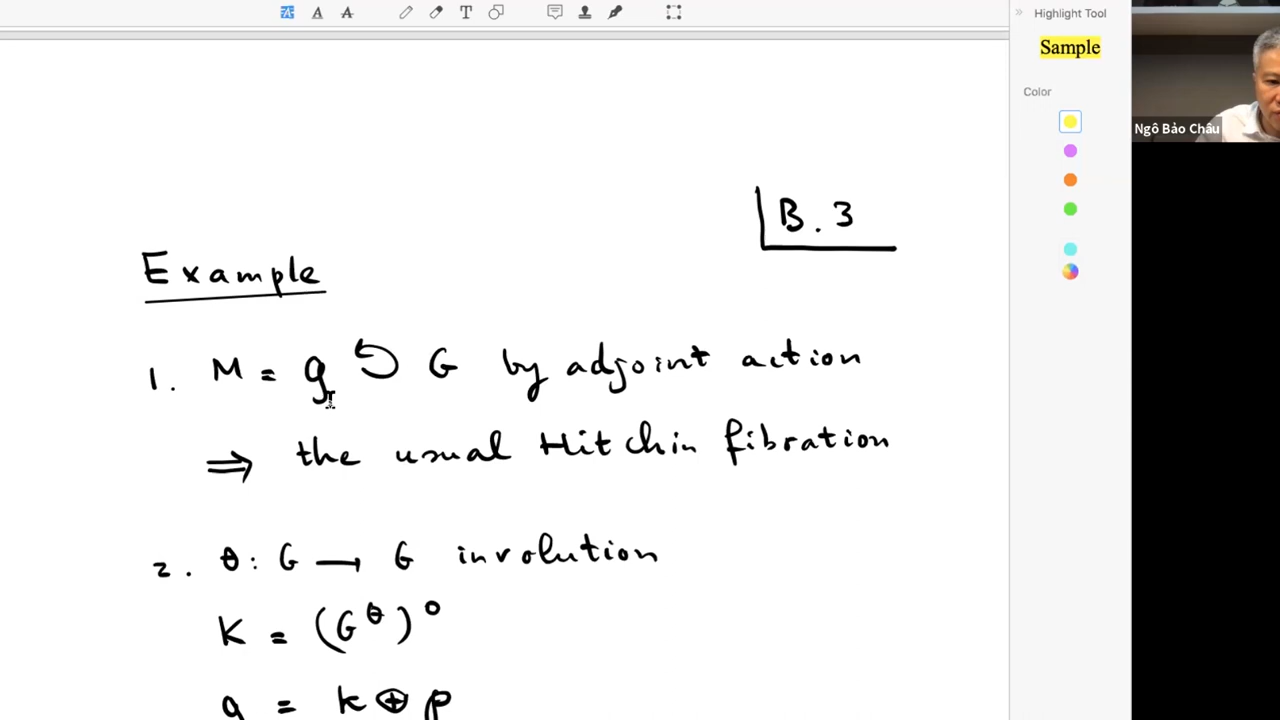 Highlight Tool
Sample
Color
Ngô Bảo Châu
B.3
Example
1. M = g ↺ G by adjoint action
⇒ the usual Hitchin fibration
2. θ: G → G involution
K = (G^θ)^0
g = k ⊕ p